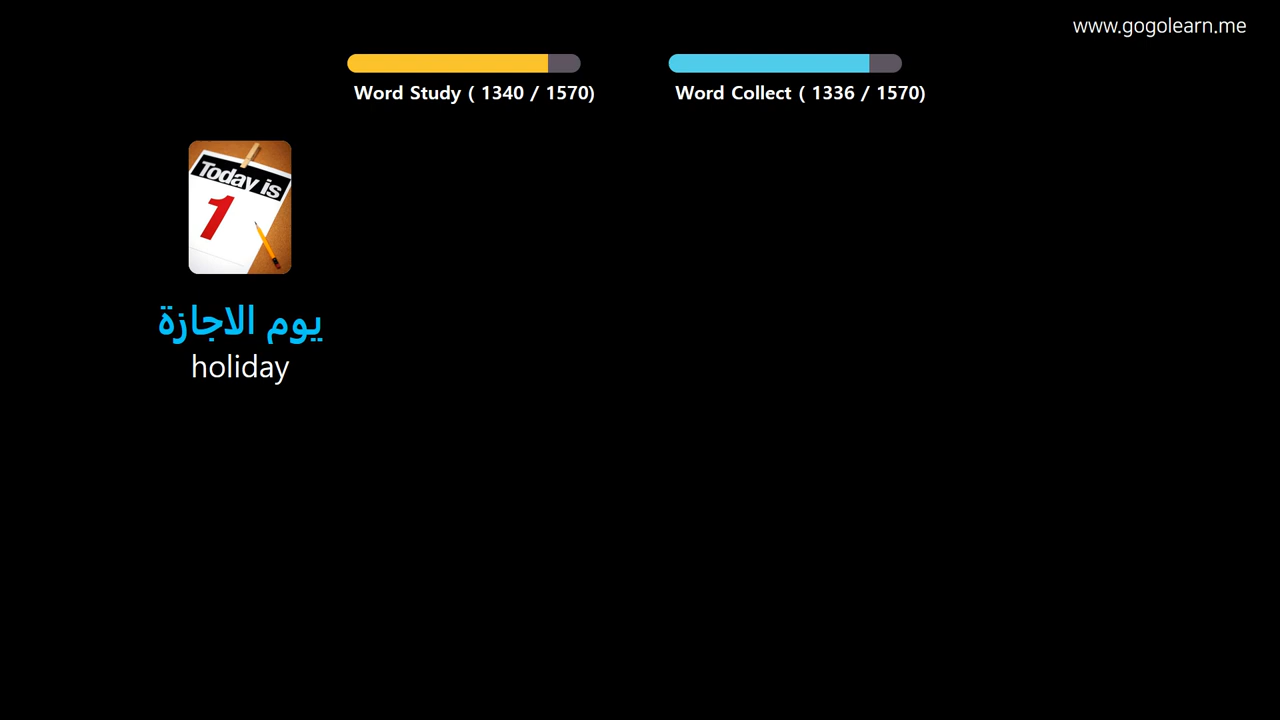 www.gogolearn.me
Word Study ( 1340 / 1570)
Word Collect ( 1336 / 1570)
Today is
1
يوم الاجازة
holiday